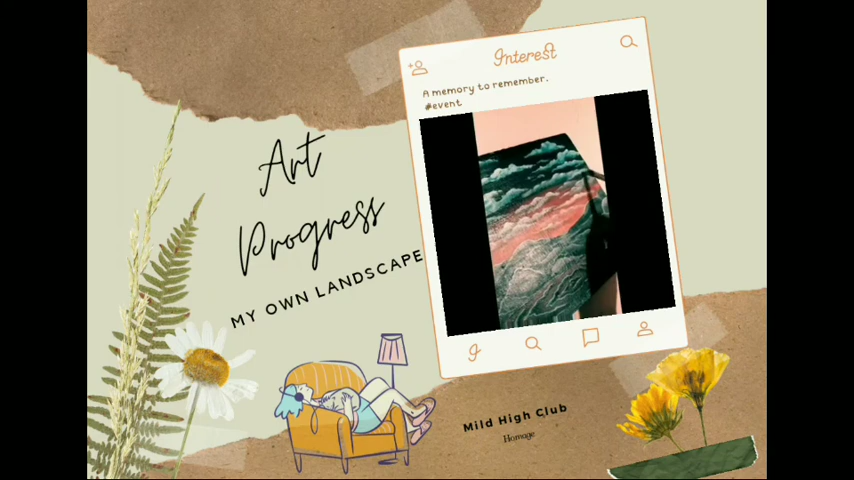 Interest
A memory to remember.
#event
Art
Progress
MY OWN LANDSCAPE
Mild High Club
Homage